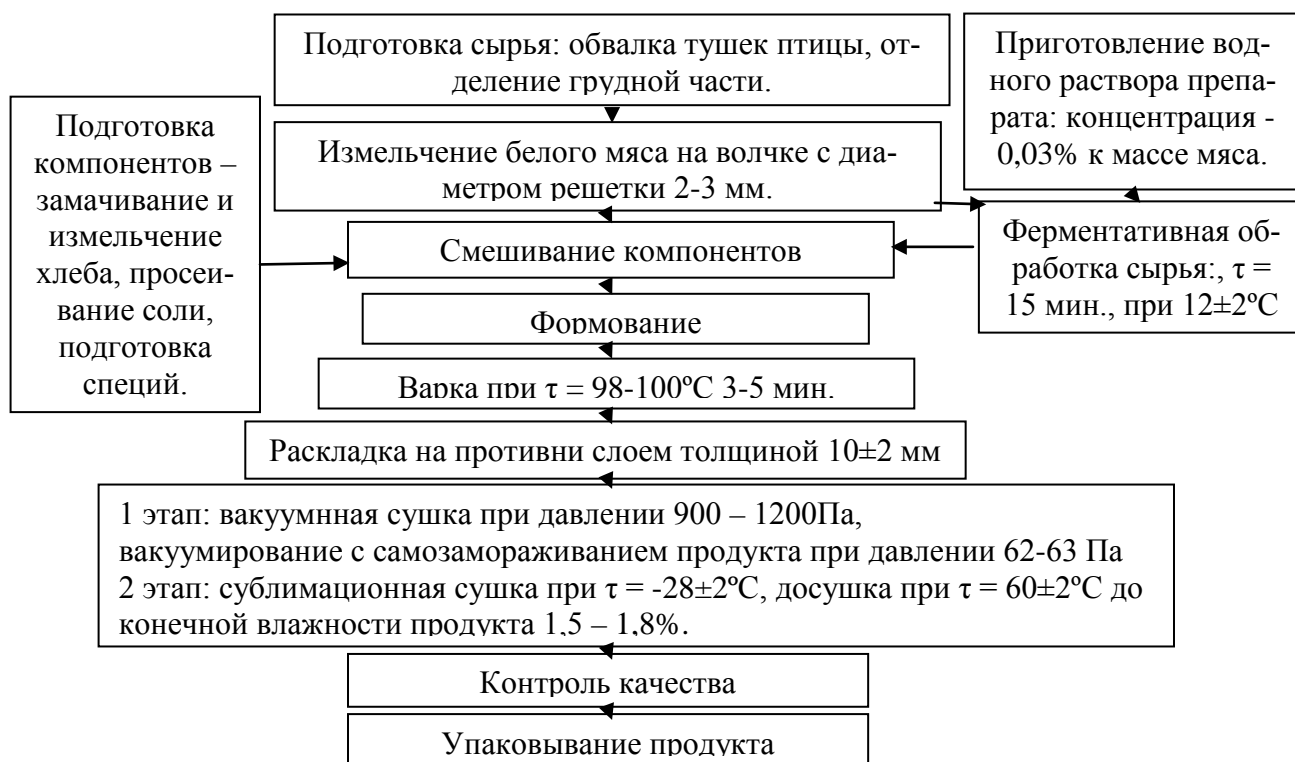 Подготовка сырья: обвалка тушек птицы, от-
деление грудной части.
Приготовление вод-
ного раствора препа-
рата: концентрация -
0,03% к массе мяса.
Подготовка
компонентов –
замачивание и
измельчение
хлеба, просеи-
вание соли,
подготовка
специй.
Измельчение белого мяса на волчке с диа-
метром решетки 2-3 мм.
Ферментативная об-
работка сырья:, τ =
15 мин., при 12±2ºС
Смешивание компонентов
Формование
Варка при τ = 98-100ºС 3-5 мин.
Раскладка на противни слоем толщиной 10±2 мм
1 этап: вакуумнная сушка при давлении 900 – 1200Па,
вакуумирование с самозамораживанием продукта при давлении 62-63 Па
2 этап: сублимационная сушка при τ = -28±2ºС, досушка при τ = 60±2ºС до
конечной влажности продукта 1,5 – 1,8%.
Контроль качества
Упаковывание продукта